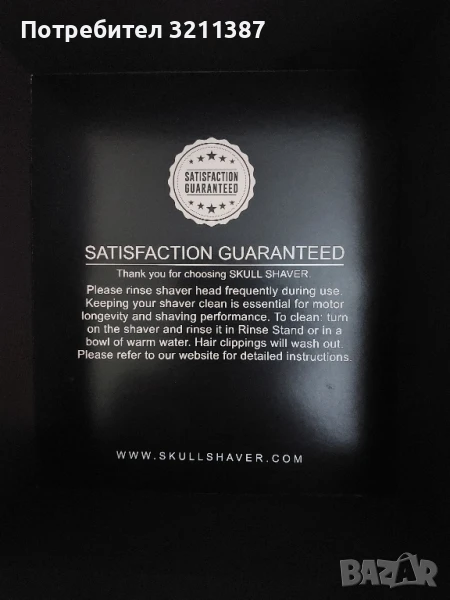 Потребител 3211387
SATISFACTION
GUARANTEED
SATISFACTION GUARANTEED
Thank you for choosing SKULL SHAVER.
Please rinse shaver head frequently during use.
Keeping your shaver clean is essential for motor
longevity and shaving performance. To clean: turn
on the shaver and rinse it in Rinse Stand or in a
bowl of warm water. Hair clippings will wash out.
Please refer to our website for detailed instructions.
WWW.SKULLSHAVER.COM
BAZAR